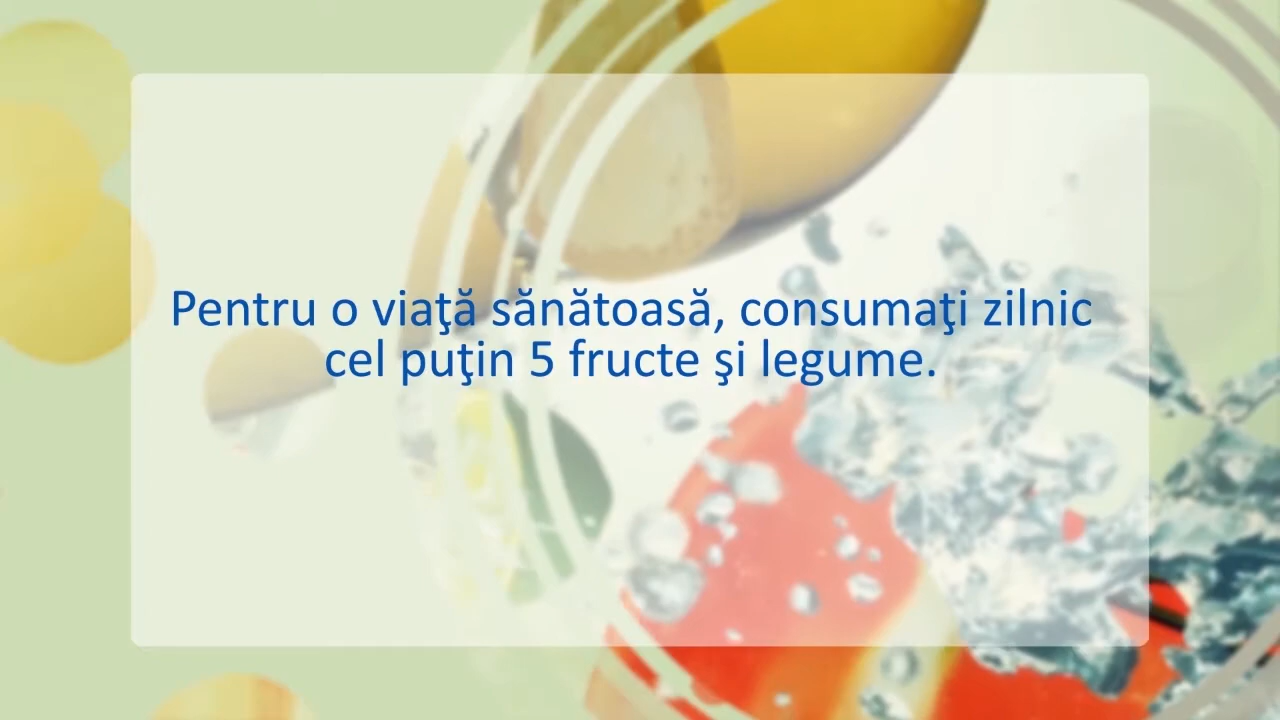 Pentru o viaţă sănătoasă, consumaţi zilnic
cel puţin 5 fructe şi legume.